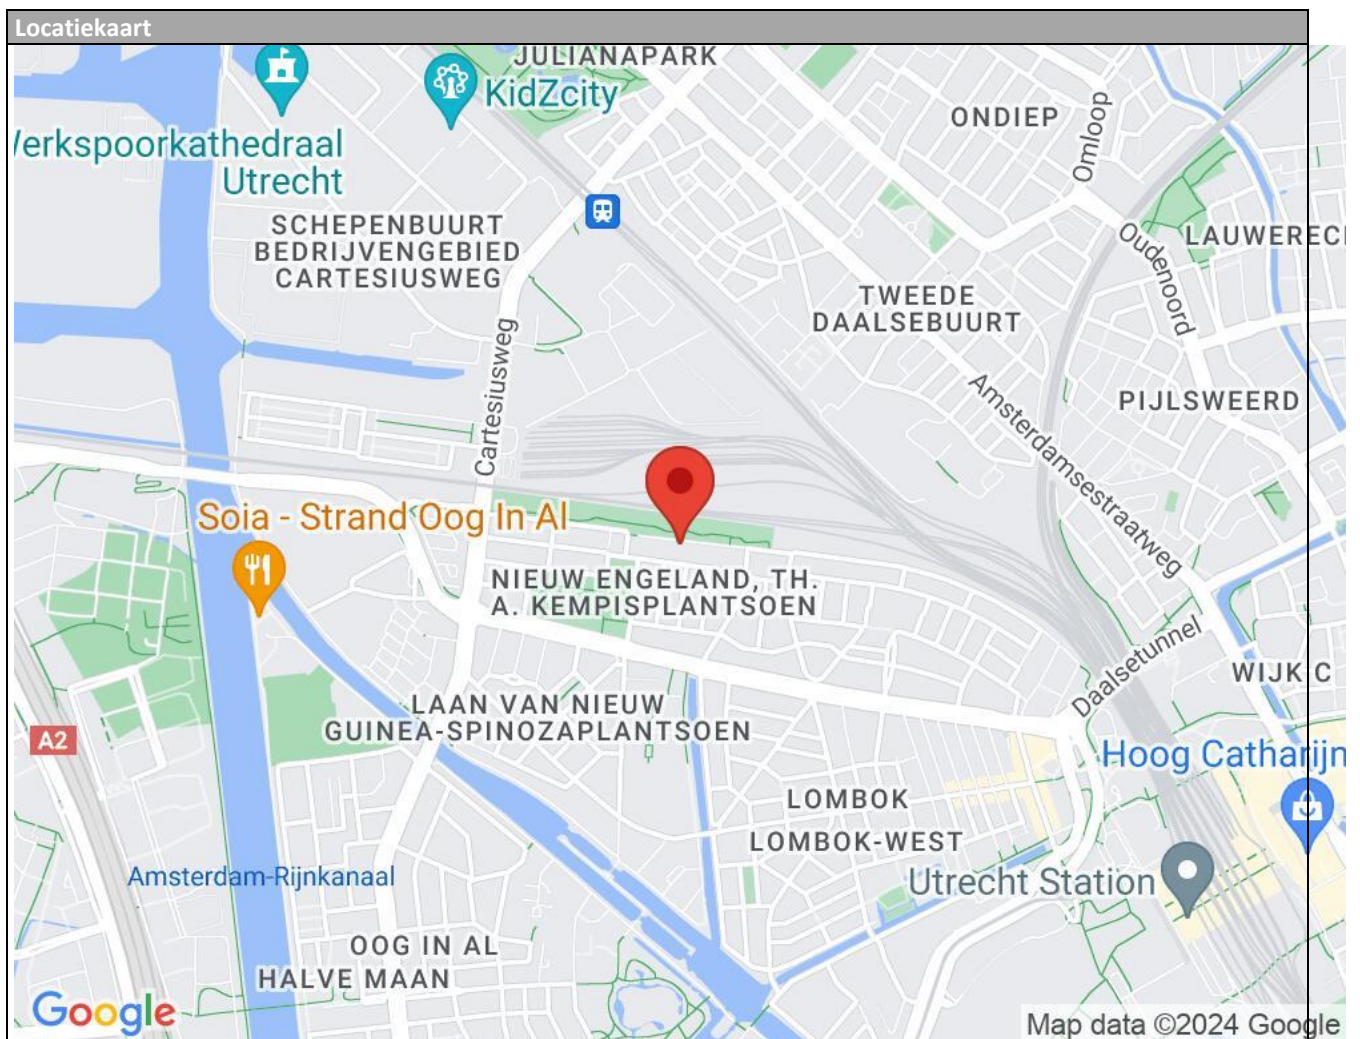 Locatiekaart
JULIANAPARK
KidZcity
ONDIEP
Omloop
Werkspoorkathedraal
Utrecht
SCHEPENBUURT
BEDRIJVENGEBIED
CARTESIUSWEG
Oudenoord
LAUWEREC
TWEEDE
DAALSEBUURT
Cartesiusweg
Amsterdamsestraatweg
PIJLSWEERD
Soia - Strand Oog In Al
NIEUW ENGELAND, TH.
A. KEMPISPLANTSOEN
Daalsetunnel
WIJK C
LAAN VAN NIEUW
GUINEA-SPINOZAPLANTSOEN
A2
Hoog Catharijn
LOMBOK
LOMBOK-WEST
Amsterdam-Rijnkanaal
Utrecht Station
OOG IN AL
HALVE MAAN
Google
Map data ©2024 Google